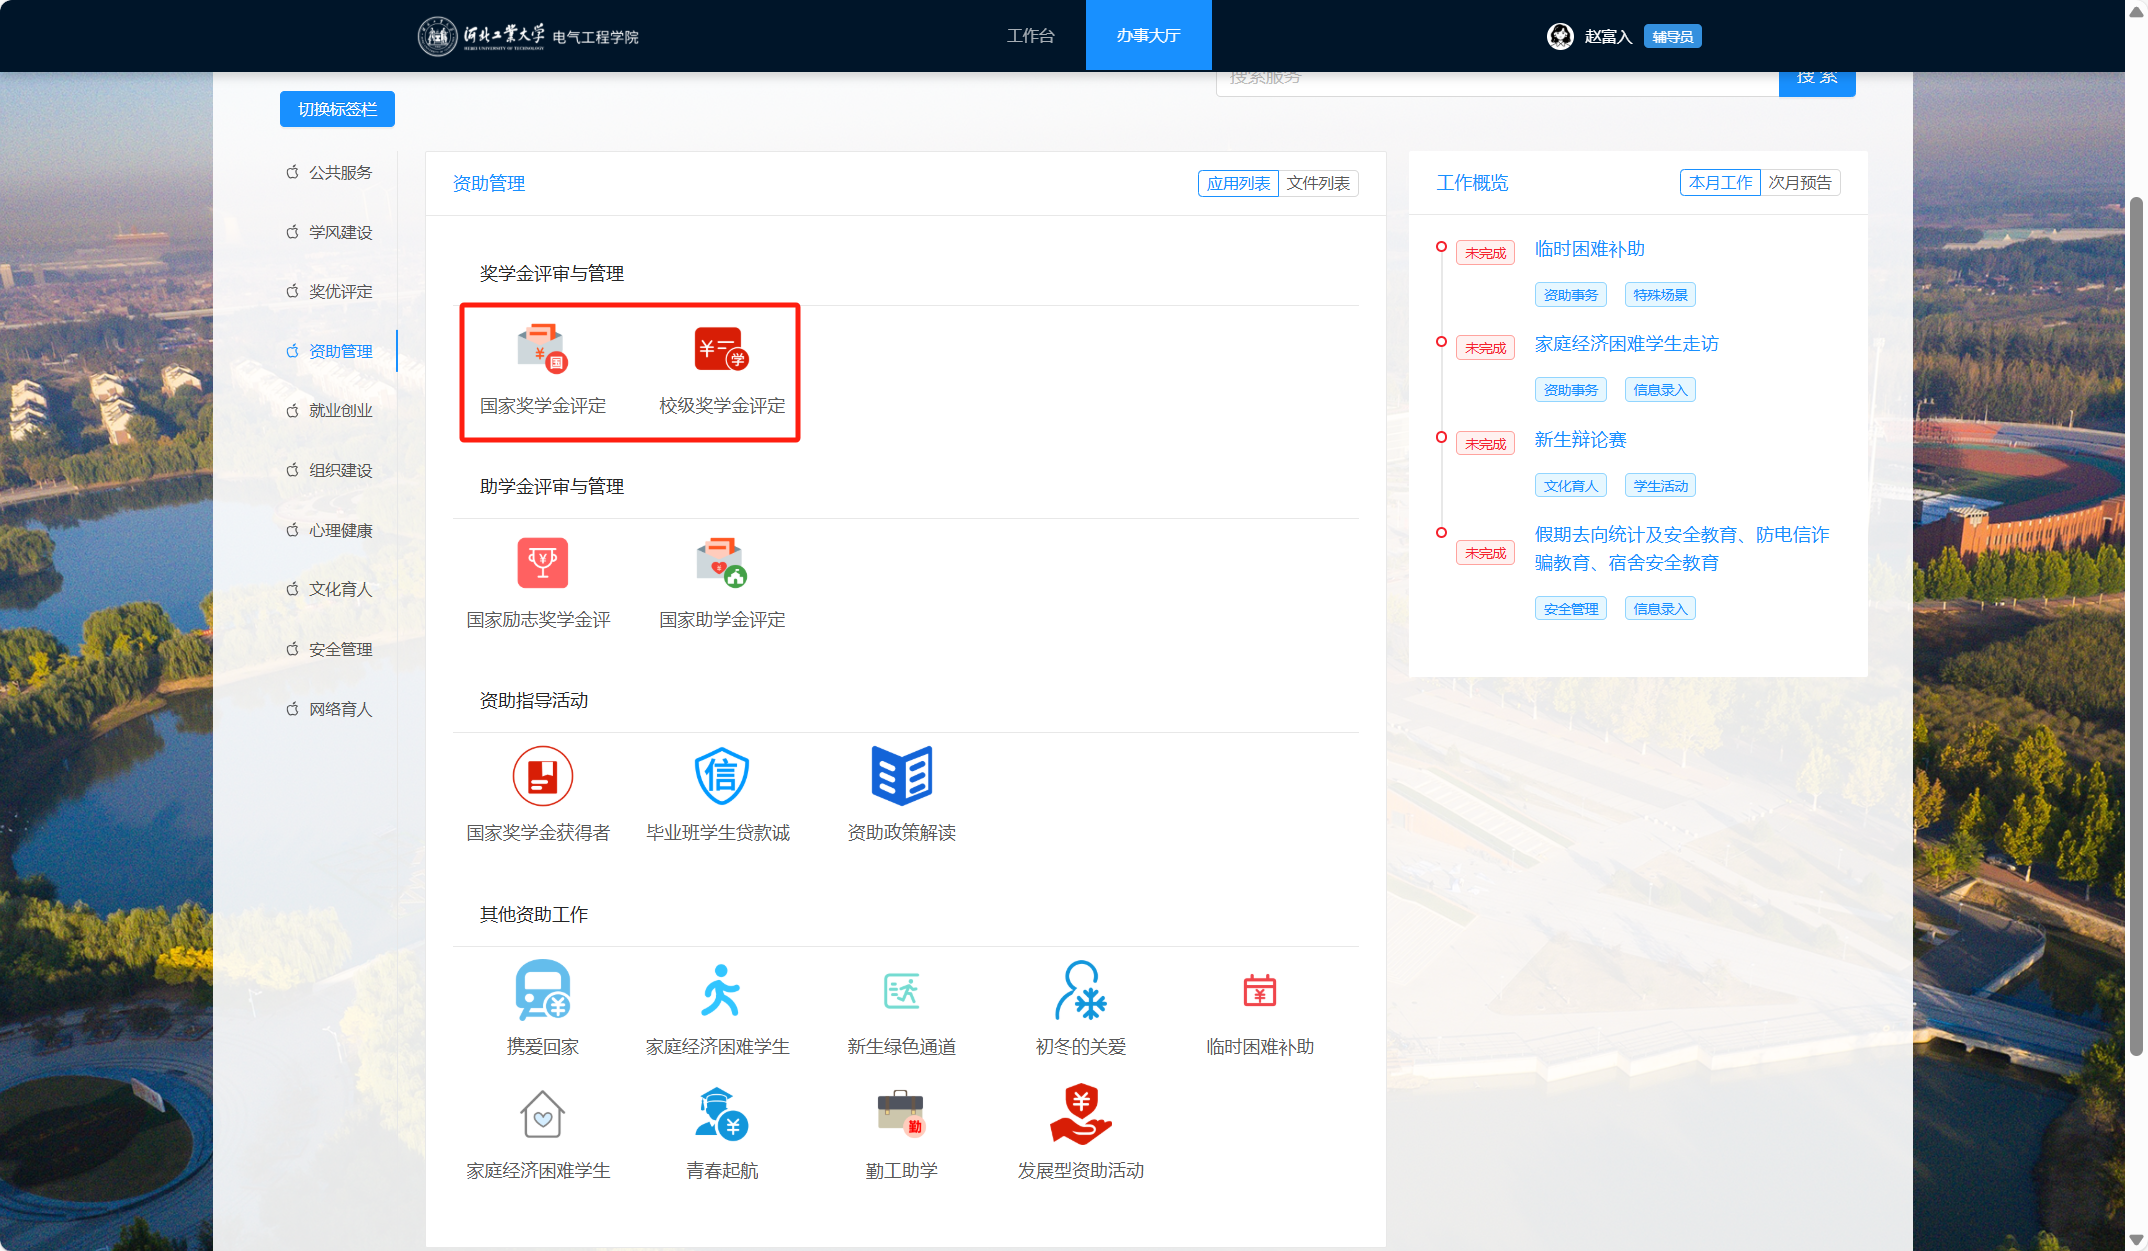 河北工業大学 电气工程学院
HEBEI UNIVERSITY OF TECHNOLOGY
工作台
办事大厅
赵富入
辅导员
搜索服务
搜 索
切换标签栏
公共服务
学风建设
奖优评定
资助管理
就业创业
组织建设
心理健康
文化育人
安全管理
网络育人
资助管理
应用列表
文件列表
奖学金评审与管理
国
学
国家奖学金评定
校级奖学金评定
助学金评审与管理
国家励志奖学金评
国家助学金评定
资助指导活动
信
国家奖学金获得者
毕业班学生贷款诚
资助政策解读
其他资助工作
携爱回家
家庭经济困难学生
新生绿色通道
初冬的关爱
临时困难补助
勤
家庭经济困难学生
青春起航
勤工助学
发展型资助活动
工作概览
本月工作
次月预告
未完成
临时困难补助
资助事务
特殊场景
未完成
家庭经济困难学生走访
资助事务
信息录入
未完成
新生辩论赛
文化育人
学生活动
未完成
假期去向统计及安全教育、防电信诈
骗教育、宿舍安全教育
安全管理
信息录入